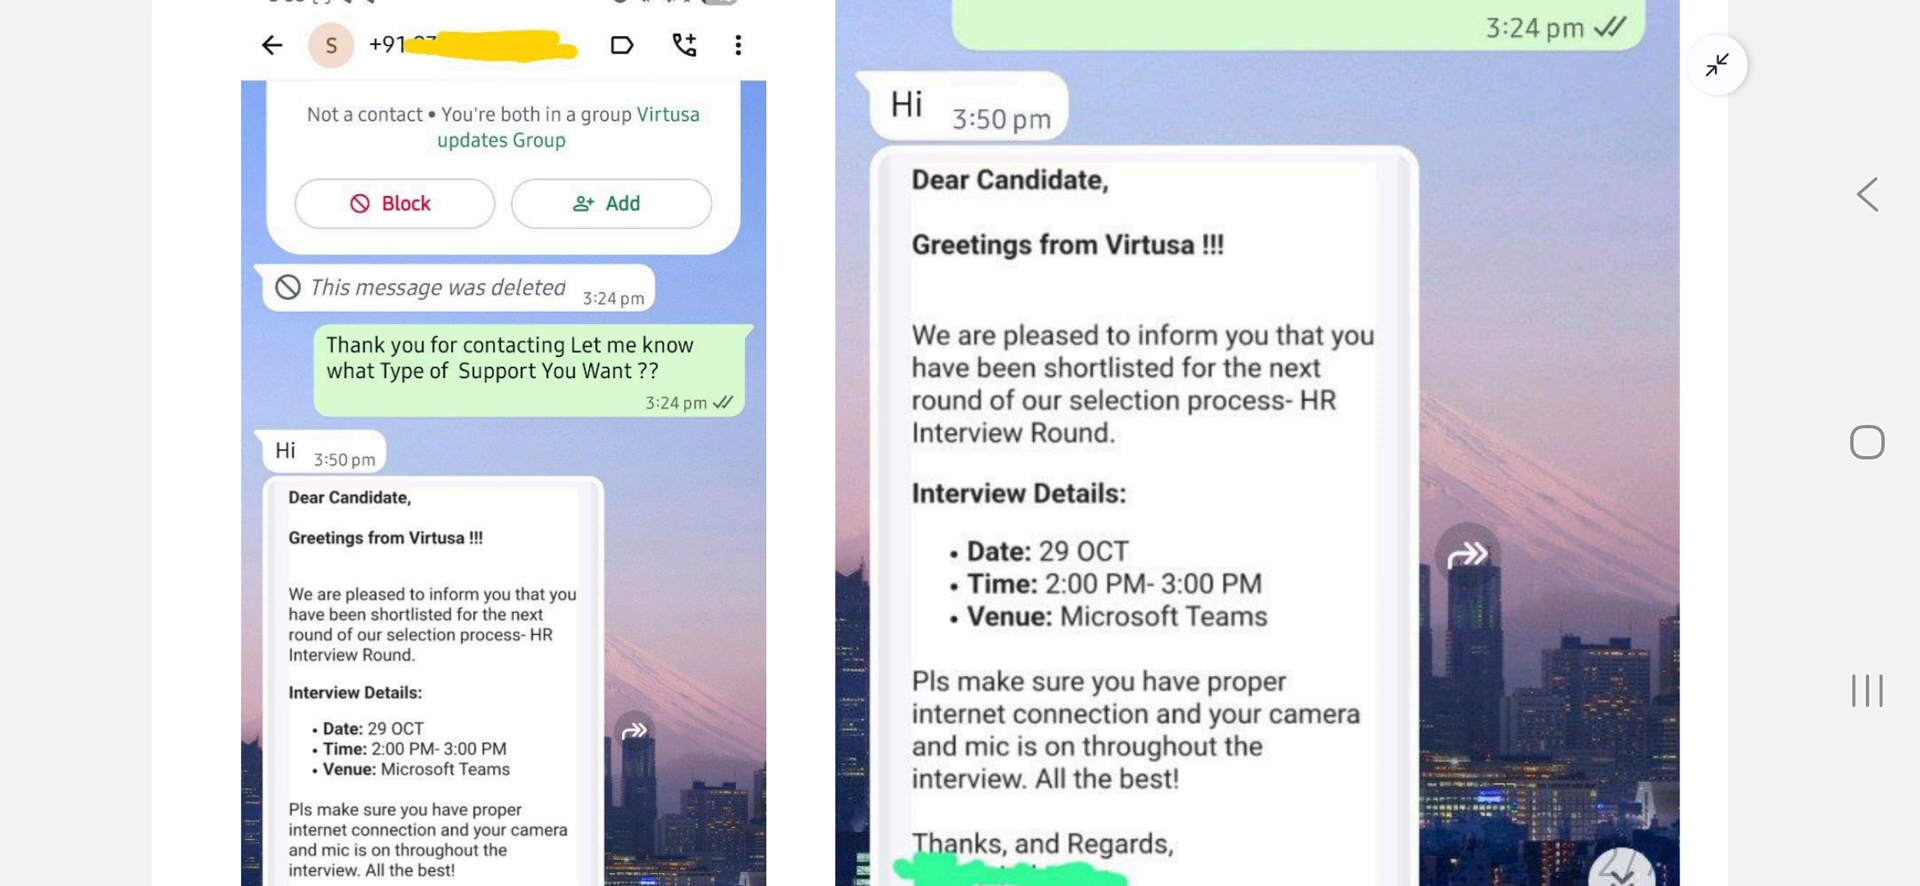 +91
Not a contact • You're both in a group Virtusa
updates Group
Block
Add
This message was deleted 3:24 pm
Thank you for contacting Let me know
what Type of Support You Want ??
3:24 pm
Hi 3:50 pm
Dear Candidate,
Greetings from Virtusa !!!
We are pleased to inform you that you
have been shortlisted for the next
round of our selection process- HR
Interview Round.
Interview Details:
• Date: 29 OCT
• Time: 2:00 PM- 3:00 PM
• Venue: Microsoft Teams
Pls make sure you have proper
internet connection and your camera
and mic is on throughout the
interview. All the best!
3:24 pm
Hi 3:50 pm
Dear Candidate,
Greetings from Virtusa !!!
We are pleased to inform you that you
have been shortlisted for the next
round of our selection process- HR
Interview Round.
Interview Details:
• Date: 29 OCT
• Time: 2:00 PM- 3:00 PM
• Venue: Microsoft Teams
Pls make sure you have proper
internet connection and your camera
and mic is on throughout the
interview. All the best!
Thanks, and Regards,